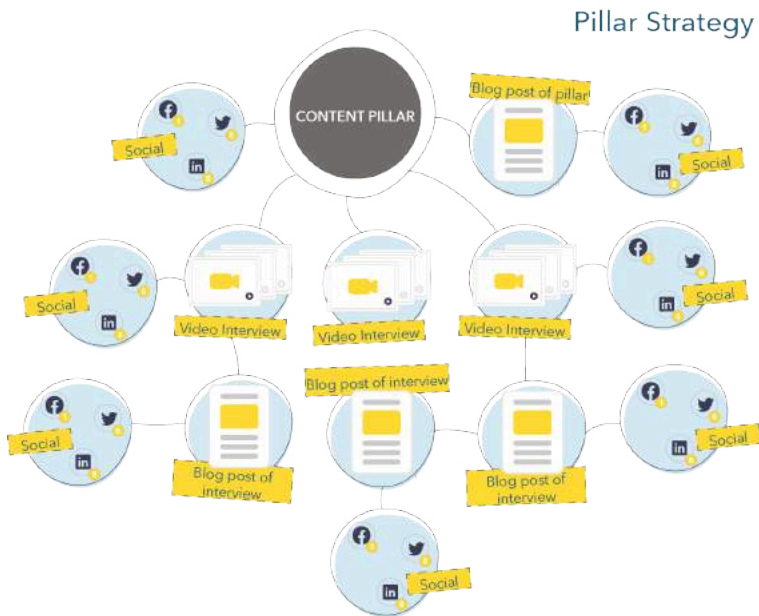 Pillar Strategy
Blog post of pillar
CONTENT PILLAR
Social
Social
Social
Social
Video Interview
Video Interview
Video Interview
Blog post of interview
Social
Social
Blog post of
interview
Blog post of
interview
Social